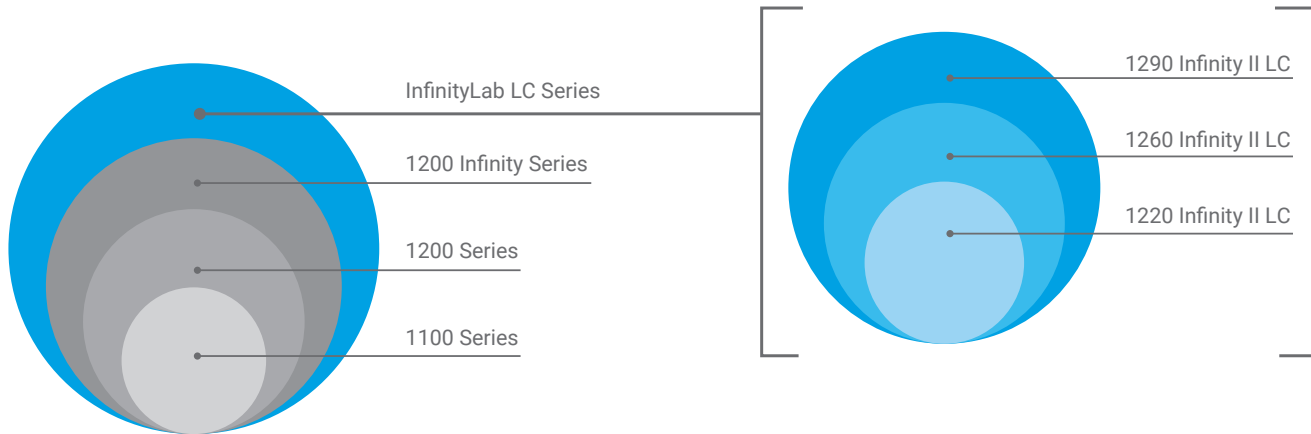 InfinityLab LC Series
1200 Infinity Series
1200 Series
1100 Series
1290 Infinity II LC
1260 Infinity II LC
1220 Infinity II LC